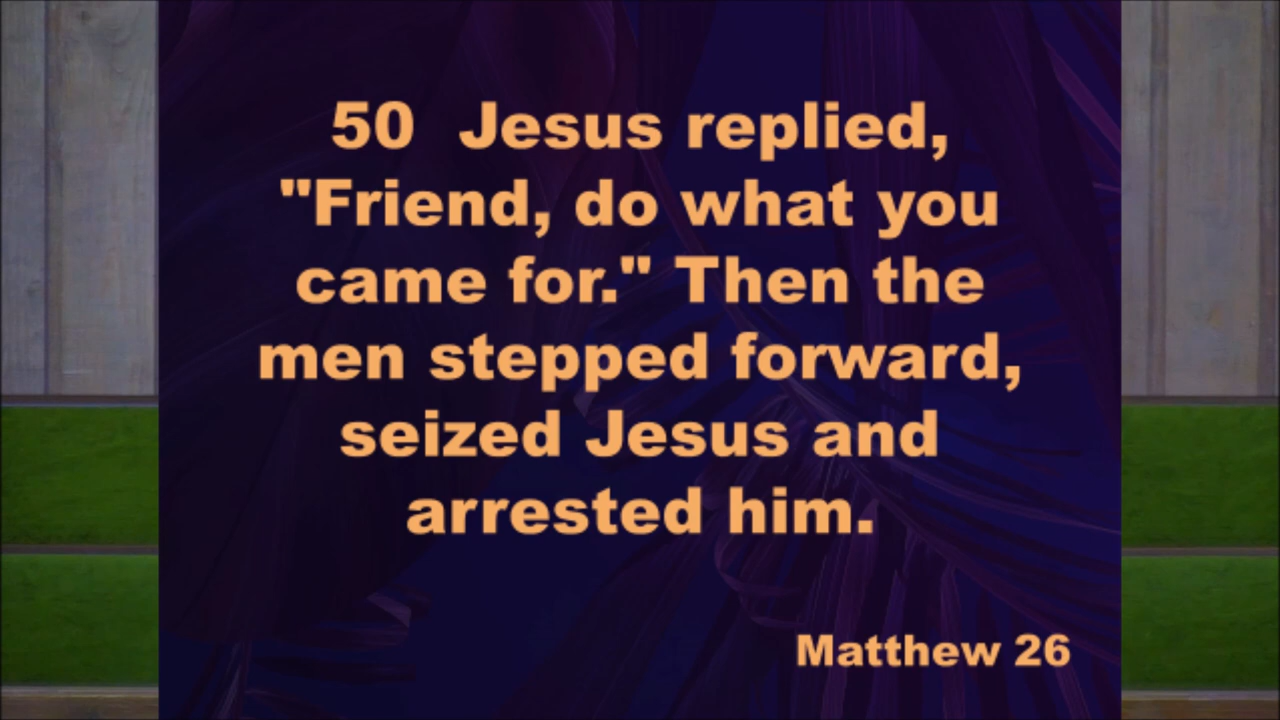 50  Jesus replied,
"Friend, do what you
came for." Then the
men stepped forward,
seized Jesus and
arrested him.
Matthew 26